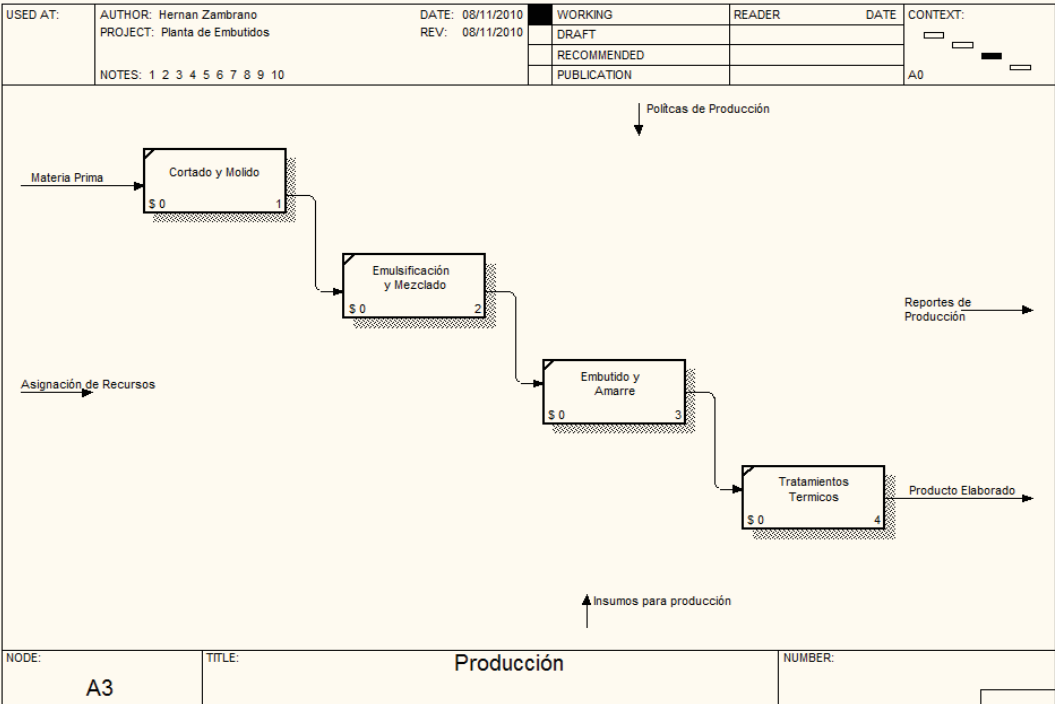 USED AT:
AUTHOR: Hernan Zambrano
DATE: 08/11/2010
PROJECT: Planta de Embutidos
REV: 08/11/2010
NOTES: 1 2 3 4 5 6 7 8 9 10
WORKING
DRAFT
RECOMMENDED
PUBLICATION
READER
DATE
CONTEXT:
A0
Polítcas de Producción
Materia Prima
Cortado y Molido
$ 0
1
Emulsificación
y Mezclado
$ 0
2
Reportes de
Producción
Asignación de Recursos
Embutido y
Amarre
$ 0
3
Tratamientos
Termicos
$ 0
4
Producto Elaborado
Insumos para producción
NODE:
A3
TITLE:
Producción
NUMBER: